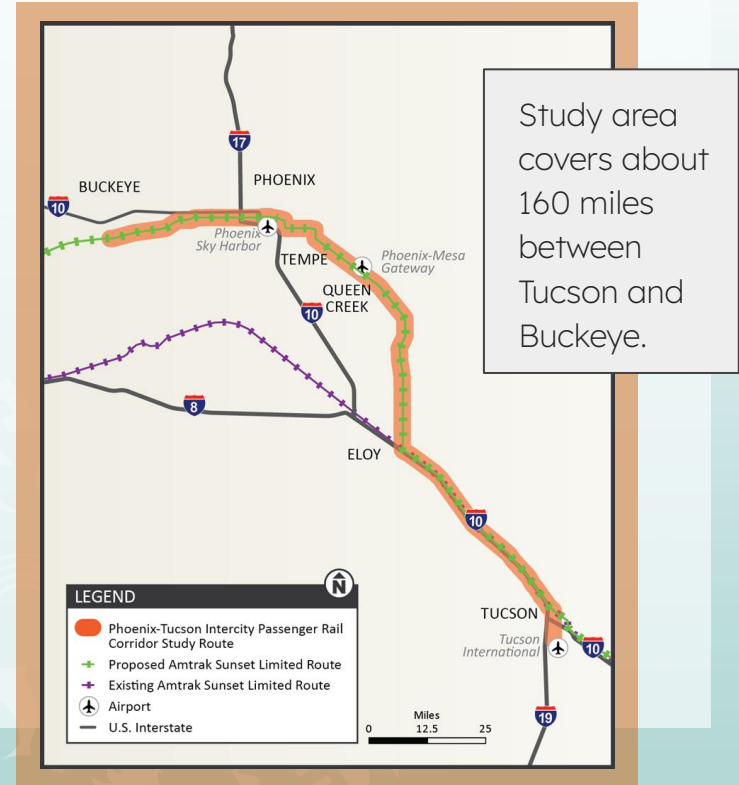 Study area
covers about
160 miles
between
Tucson and
Buckeye.
17
BUCKEYE
PHOENIX
10
Phoenix
Sky Harbor
TEMPE
Phoenix-Mesa
Gateway
QUEEN
CREEK
10
8
ELOY
10
TUCSON
Tucson
International
10
19
N
LEGEND
Phoenix-Tucson Intercity Passenger Rail
Corridor Study Route
Proposed Amtrak Sunset Limited Route
Existing Amtrak Sunset Limited Route
Airport
U.S. Interstate
Miles
0 12.5 25